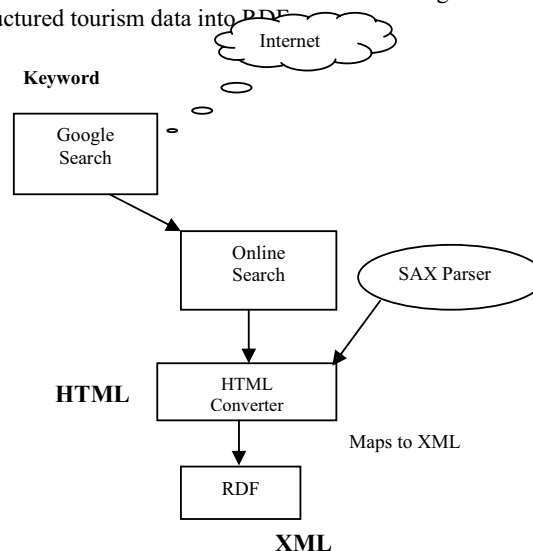 uctured tourism data into RDF
Internet
Keyword
Google
Search
Online
Search
SAX Parser
HTML
HTML
Converter
Maps to XML
RDF
XML